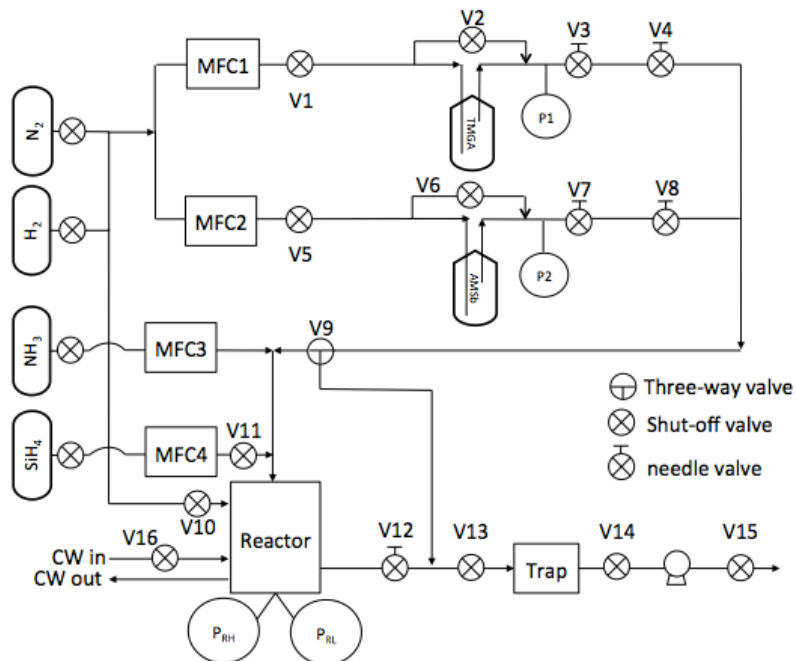 V2
V3
V4
MFC1
V1
TMGA
P1
N2
V6
V7
V8
H2
MFC2
V5
AMSb
P2
V9
NH3
MFC3
Three-way valve
V11
Shut-off valve
SiH4
MFC4
needle valve
V10
Reactor
V16
V12
V13
V14
V15
CW in
CW out
Trap
PRH
PRL